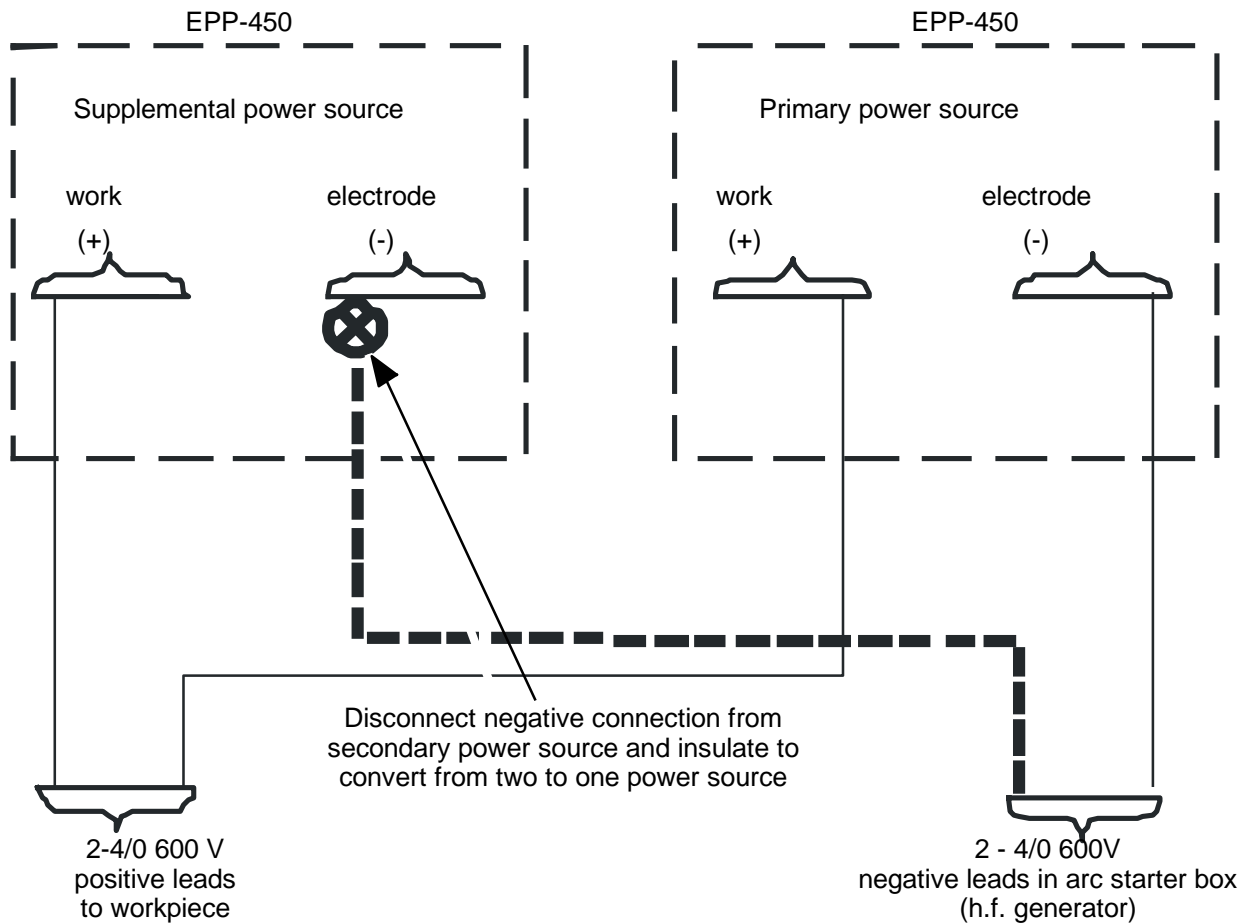 EPP-450
EPP-450
Supplemental power source
Primary power source
work
electrode
work
electrode
(+)
(-)
(+)
(-)
Disconnect negative connection from
secondary power source and insulate to
convert from two to one power source
2-4/0 600 V
positive leads
to workpiece
2 - 4/0 600V
negative leads in arc starter box
(h.f. generator)